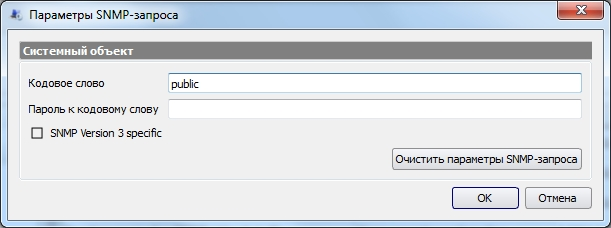 Параметры SNMP-запроса
Системный объект
Кодовое слово public
Пароль к кодовому слову
SNMP Version 3 specific
Очистить параметры SNMP-запроса
OK Отмена